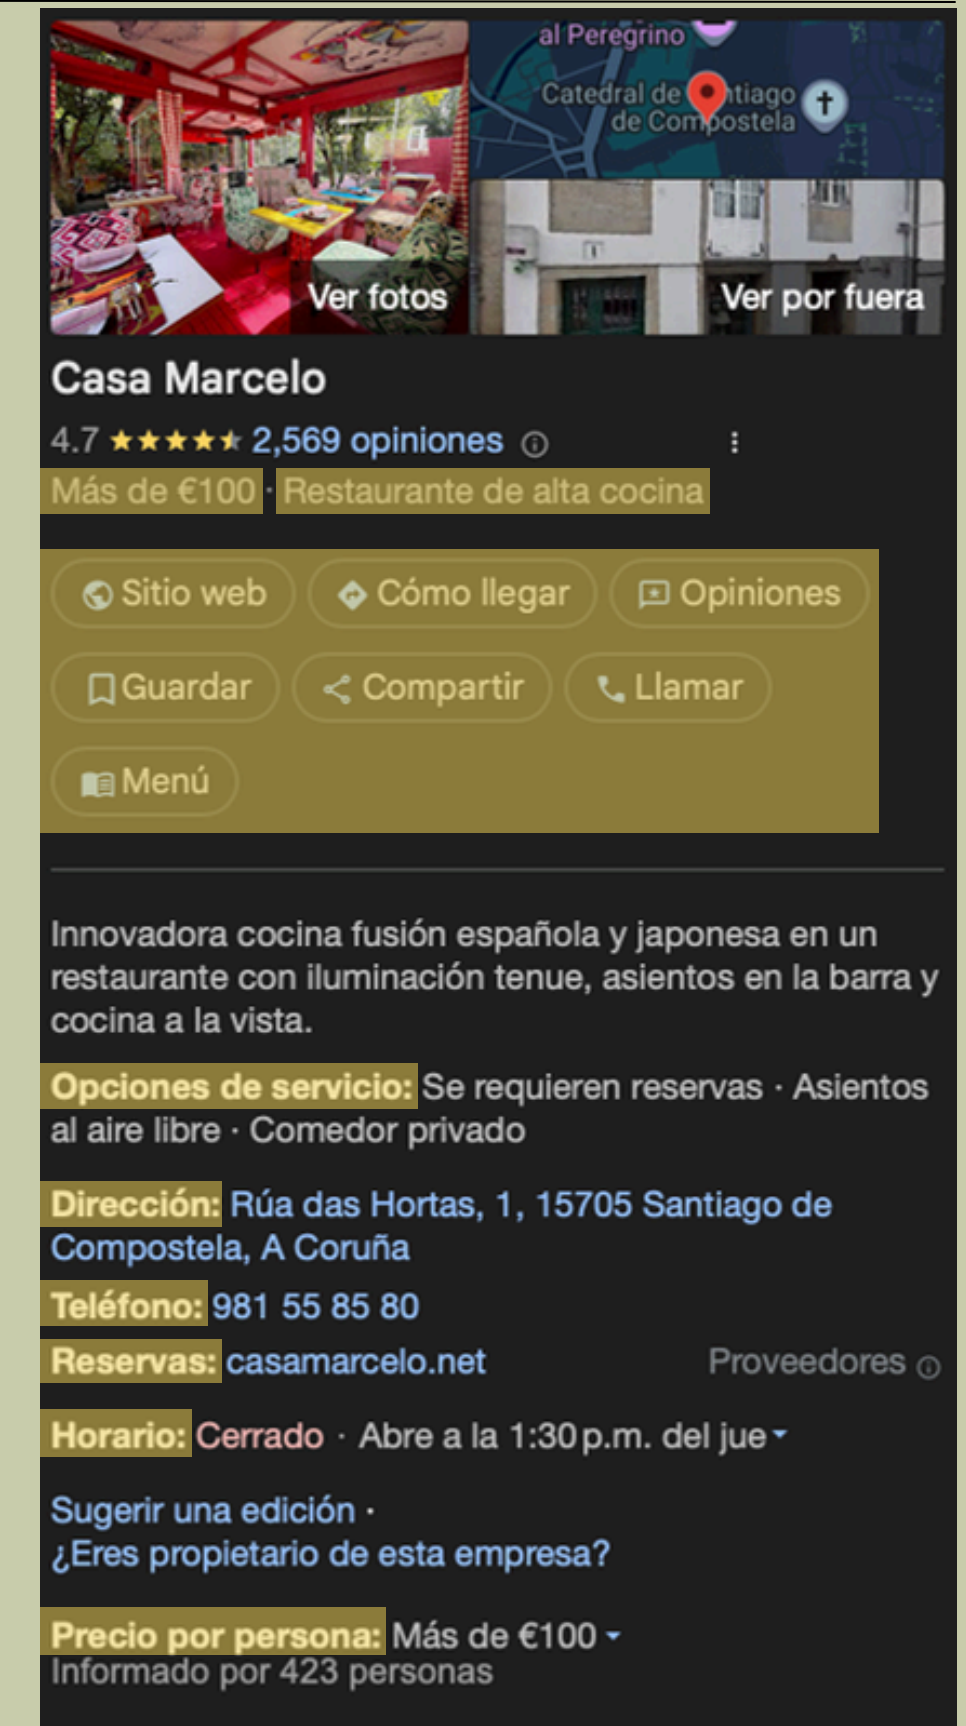 al Peregrino
Catedral de ntiago
de Compostela
Ver fotos
Ver por fuera
Casa Marcelo
4.7 2,569 opiniones
Más de €100 · Restaurante de alta cocina
Sitio web Cómo llegar Opiniones
Guardar Compartir Llamar
Menú
Innovadora cocina fusión española y japonesa en un
restaurante con iluminación tenue, asientos en la barra y
cocina a la vista.
Opciones de servicio: Se requieren reservas · Asientos
al aire libre · Comedor privado
Dirección: Rúa das Hortas, 1, 15705 Santiago de
Compostela, A Coruña
Teléfono: 981 55 85 80
Reservas: casamarcelo.net Proveedores
Horario: Cerrado · Abre a la 1:30 p.m. del jue
Sugerir una edición ·
¿Eres propietario de esta empresa?
Precio por persona: Más de €100
Informado por 423 personas